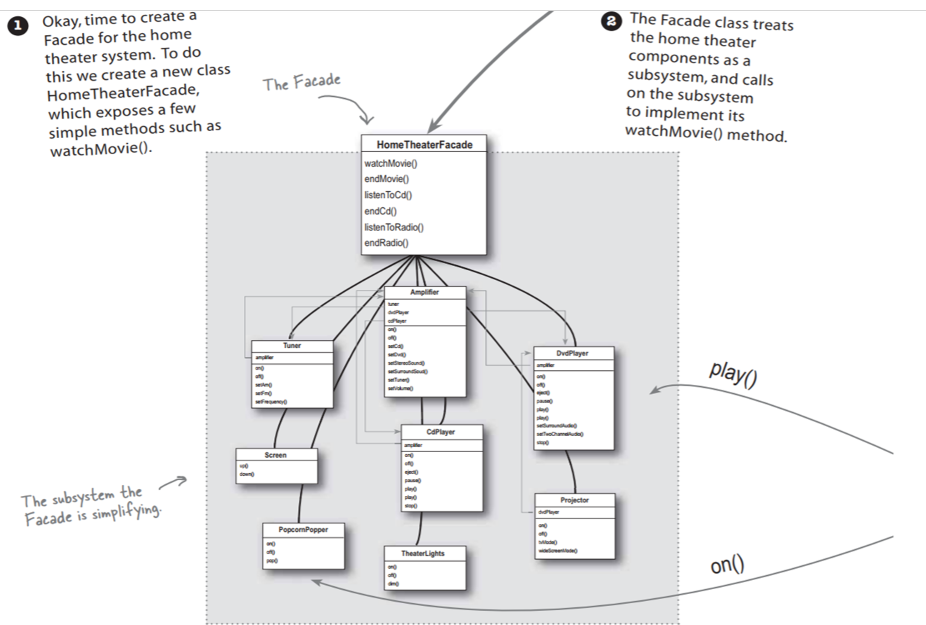 1
Okay, time to create a
Facade for the home
theater system. To do
this we create a new class
HomeTheaterFacade,
which exposes a few
simple methods such as
watchMovie().
2
The Facade class treats
the home theater
components as a
subsystem, and calls
on the subsystem
to implement its
watchMovie() method.
The Facade
HomeTheaterFacade
watchMovie()
endMovie()
listenToCd()
endCd()
listenToRadio()
endRadio()
Amplifier
tuner
dvdPlayer
cdPlayer
on()
off()
setCd()
setDvd()
setStereoSound()
setSurroundSoud()
setTuner()
setVolume()
Tuner
amplifier
on()
off()
setAm()
setFm()
setFrequency()
DvdPlayer
amplifier
on()
off()
eject()
pause()
play()
play()
setSurroundAudio()
setTwoChannelAudio()
stop()
play()
CdPlayer
amplifier
on()
off()
eject()
pause()
play()
play()
stop()
Screen
up()
down()
The subsystem the
Facade is simplifying.
Projector
dvdPlayer
on()
off()
tvMode()
wideScreenMode()
PopcornPopper
on()
off()
pop()
TheaterLights
on()
off()
dim()
on()